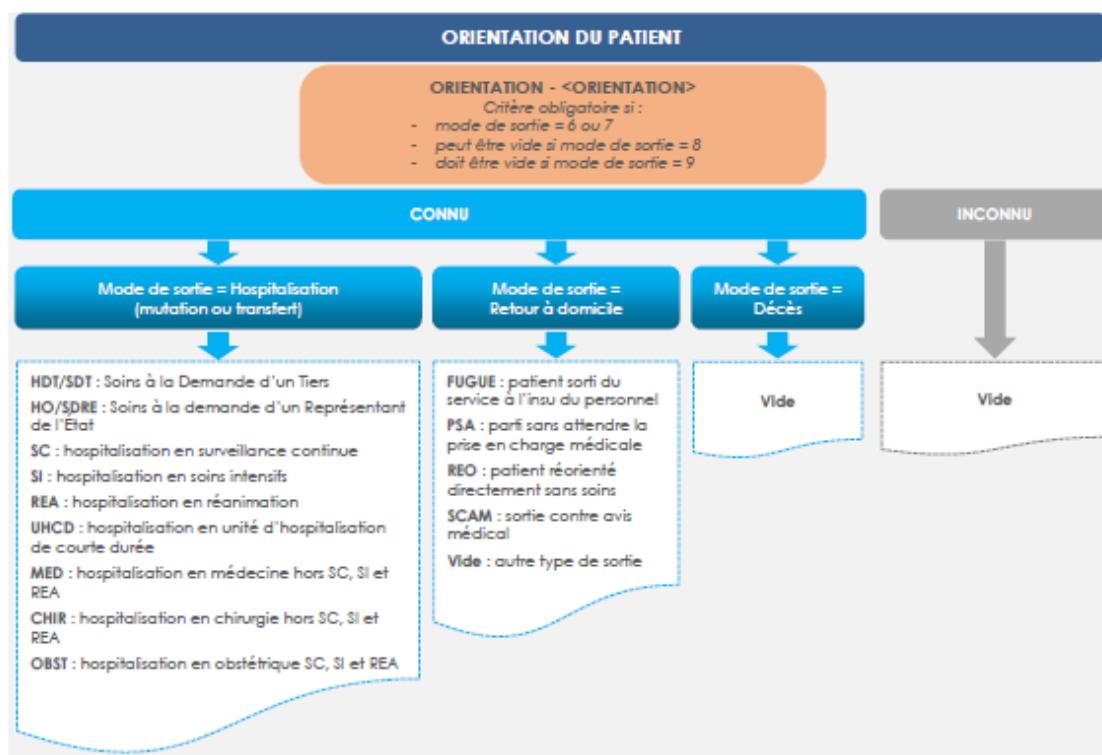 ORIENTATION DU PATIENT
ORIENTATION - <ORIENTATION>
Critère obligatoire si :
- mode de sortie = 6 ou 7
- peut être vide si mode de sortie = 8
- doit être vide si mode de sortie = 9
CONNU
INCONNU
Mode de sortie = Hospitalisation
(mutation ou transfert)
Mode de sortie =
Retour à domicile
Mode de sortie =
Décès
HDT/SDT : Soins à la Demande d'un Tiers
HO/SDRE : Soins à la demande d'un Représentant
de l'État
SC : hospitalisation en surveillance continue
SI : hospitalisation en soins intensifs
REA : hospitalisation en réanimation
UHCD : hospitalisation en unité d'hospitalisation
de courte durée
MED : hospitalisation en médecine hors SC, SI et
REA
CHIR : hospitalisation en chirurgie hors SC, SI et
REA
OBST : hospitalisation en obstétrique SC, SI et REA
FUGUE : patient sorti du
service à l'insu du personnel
PSA : parti sans attendre la
prise en charge médicale
REO : patient réorienté
directement sans soins
SCAM : sortie contre avis
médical
Vide : autre type de sortie
Vide
Vide